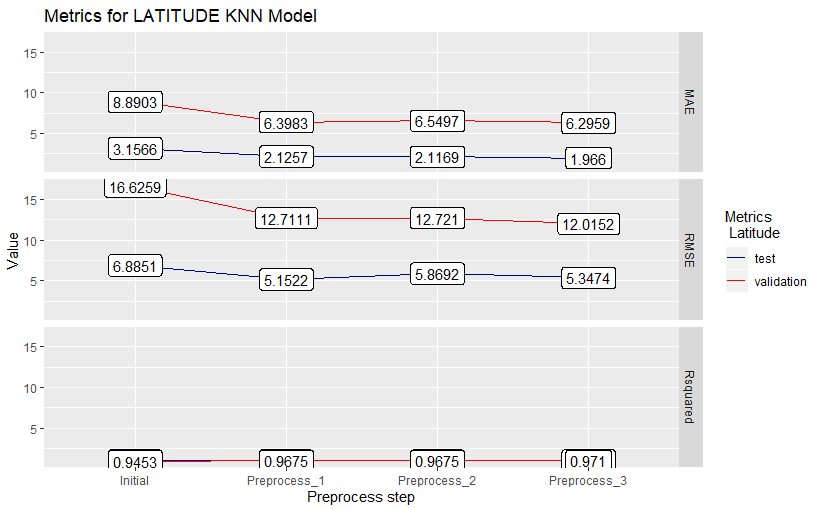 Metrics for LATITUDE KNN Model
15
10
5
8.8903
6.3983
6.5497
6.2959
3.1566
2.1257
2.1169
1.966
MAE
15
10
5
16.6259
12.7111
12.721
12.0152
6.8851
5.1522
5.8692
5.3474
RMSE
15
10
5
0.9453
0.9675
0.9675
0.971
Rsquared
Initial
Preprocess_1
Preprocess_2
Preprocess_3
Preprocess step
Value
Metrics
Latitude
test
validation